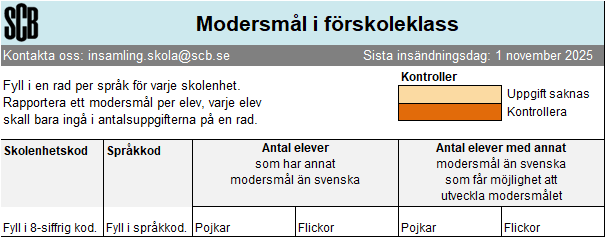 SCB
Modersmål i förskoleklass
Kontakta oss: insamling.skola@scb.se
Sista insändningsdag: 1 november 2025
Fyll i en rad per språk för varje skolenhet.
Rapportera ett modersmål per elev, varje elev
skall bara ingå i antalsuppgifterna på en rad.
Kontroller
Uppgift saknas
Kontrollera
Skolenhetskod
Språkkod
Antal elever
som har annat
modersmål än svenska
Antal elever med annat
modersmål än svenska
som får möjlighet att
utveckla modersmålet
Fyll i 8-siffrig kod.
Fyll i språkkod.
Pojkar
Flickor
Pojkar
Flickor